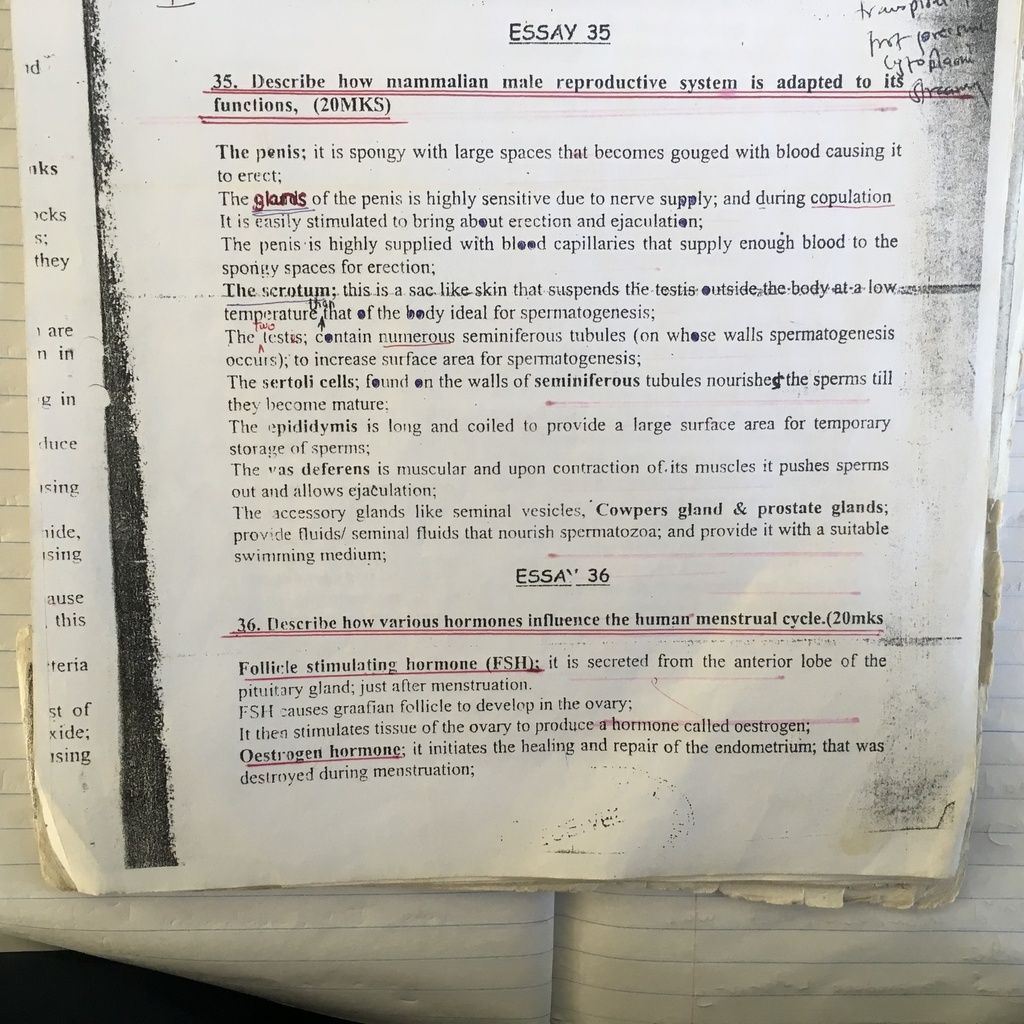 ESSAY 35
35. Describe how mammalian male reproductive system is adapted to its
functions, (20MKS)
The penis; it is spongy with large spaces that becomes gouged with blood causing it
to erect;
The glands of the penis is highly sensitive due to nerve supply; and during copulation
It is easily stimulated to bring about erection and ejaculation;
The penis is highly supplied with blood capillaries that supply enough blood to the
spongy spaces for erection;
The scrotum; this is a sac like skin that suspends the testis outside the body at a low
than
temperature that of the body ideal for spermatogenesis;
two
The testis; contain numerous seminiferous tubules (on whose walls spermatogenesis
occurs); to increase surface area for spermatogenesis;
The sertoli cells; found on the walls of seminiferous tubules nourishes the sperms till
they become mature;
The epididymis is long and coiled to provide a large surface area for temporary
storage of sperms;
The vas deferens is muscular and upon contraction of its muscles it pushes sperms
out and allows ejaculation;
The accessory glands like seminal vesicles, Cowpers gland & prostate glands;
provide fluids/ seminal fluids that nourish spermatozoa; and provide it with a suitable
swimming medium;
ESSAY 36
36. Describe how various hormones influence the human menstrual cycle.(20mks
Follicle stimulating hormone (FSH); it is secreted from the anterior lobe of the
pituitary gland; just after menstruation.
FSH causes graafian follicle to develop in the ovary;
It then stimulates tissue of the ovary to produce a hormone called oestrogen;
Oestrogen hormone; it initiates the healing and repair of the endometrium; that was
destroyed during menstruation;
they
are
in
g in
this
st of